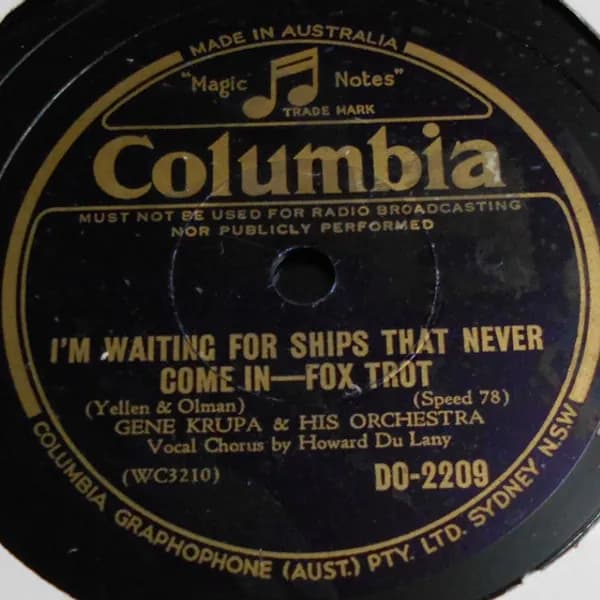 MADE IN AUSTRALIA
"Magic Notes"
TRADE MARK
Columbia
MUST NOT BE USED FOR RADIO BROADCASTING
NOR PUBLICLY PERFORMED
I'M WAITING FOR SHIPS THAT NEVER
COME IN—FOX TROT
(Yellen & Olman) (Speed 78)
GENE KRUPA & HIS ORCHESTRA
Vocal Chorus by Howard Du Lany
(WC3210) DO-2209
COLUMBIA GRAPHOPHONE (AUST.) PTY. LTD. SYDNEY N.S.W.